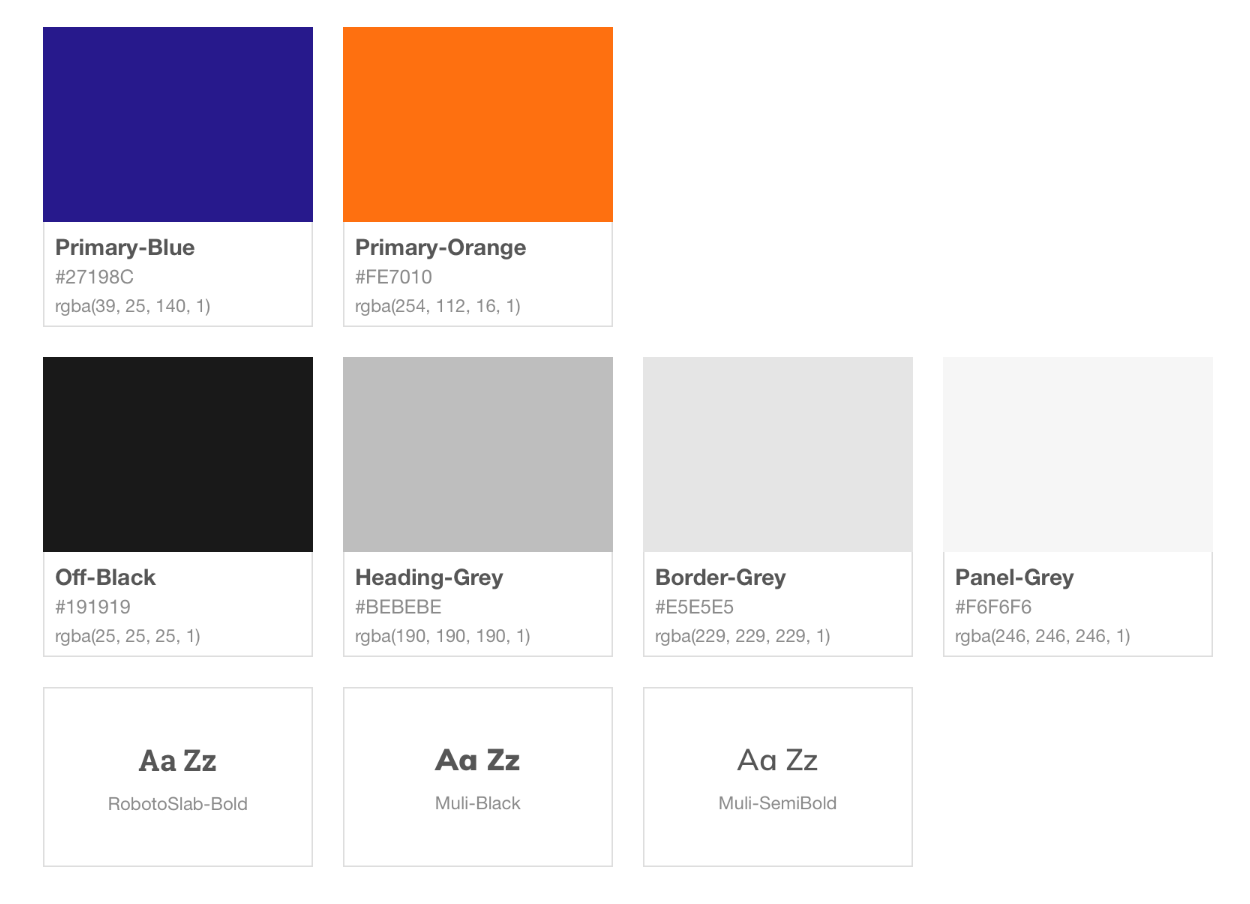 Primary-Blue
#27198C
rgba(39, 25, 140, 1)
Primary-Orange
#FE7010
rgba(254, 112, 16, 1)
Off-Black
#191919
rgba(25, 25, 25, 1)
Heading-Grey
#BEBEBE
rgba(190, 190, 190, 1)
Border-Grey
#E5E5E5
rgba(229, 229, 229, 1)
Panel-Grey
#F6F6F6
rgba(246, 246, 246, 1)
Aa Zz
RobotoSlab-Bold
Aa Zz
Muli-Black
Aa Zz
Muli-SemiBold